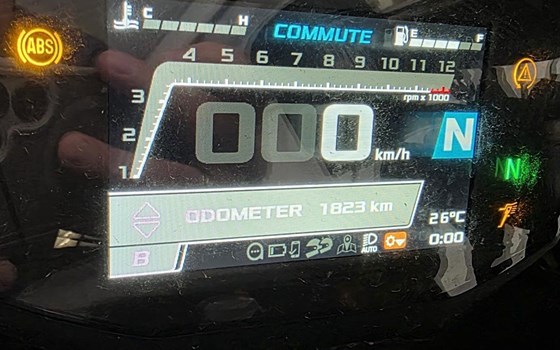 C H
COMMUTE
E F
ABS
4 5 6 7 8 9 10 11 12
3
rpm x 1000
2
000
km/h
N
1
N
ODOMETER 1823 km
26°C
B
AUTO
0:00